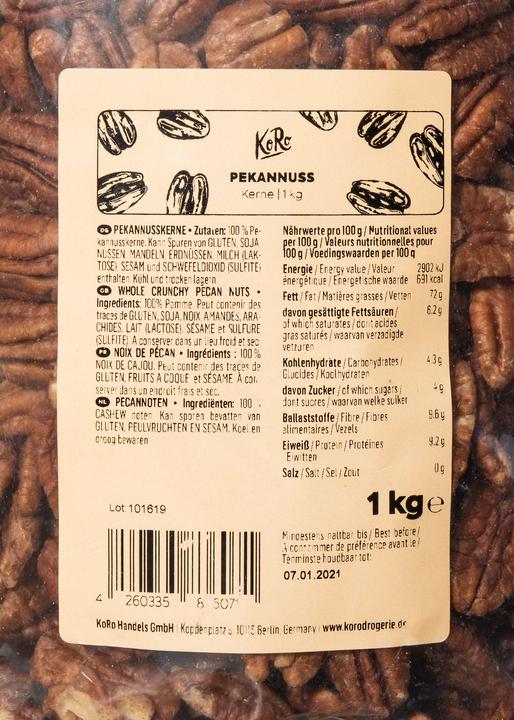 KoRo
PEKANNUSS
Kerne | 1 kg
DE PEKANNUSSKERNE • Zutaten: 100 % Pe-
kannusskerne. Kann Spuren von GLUTEN, SOJA
NÜSSEN MANDELN ERDNÜSSEN MILCH (LAK-
TOSE) SESAM und SCHWEFELDIOXID (SULFITE)
enthalten Kühl und trocken lagern
GB WHOLE CRUNCHY PECAN NUTS •
Ingredients: 100% Pomme. Peut contenir des
traces de GLUTEN, SOJA, NOIX, AMANDES, ARA-
CHIDES, LAIT (LACTOSE), SÉSAME et SULFURE
(SULFITE) A conserver dans un lieu froid et sec
NOIX DE PÉCAN • Ingrédients : 100 %
NOIX DE CAJOU. Peut contenir des traces de
GLUTEN, FRUITS A COQUE et SÉSAME. À con-
server dans un endroit frais et sec.
NL PECANNOTEN • Ingrediënten: 100
CASHEW noten Kan sporen bevatten van
GLUTEN, PEULVRUCHTEN EN SESAM. Koel en
droog bewaren
Lot: 101619
4 260335
KoRo Handels GmbH | Koppenplatz Berlin, Germany | www.korodrogerie.de
Nährwerte pro 100 g / Nutritional values
per 100 g / Valeurs nutritionnelles pour
100 g / Voedingswaarden per 100 g
Energie / Energy value / Valeur 2902 kJ
énergétique / Energetische waarde 691 kcal
Fett / Fat / Matières grasses / Vetten 72 g
davon gesättigte Fettsäuren / 6.2 g
of which saturates / dont acides
gras saturés / waarvan verzadigde
vetzuren
Kohlenhydrate / Carbohydrates / 4.3 g
Glucides / Koolhydraten
davon Zucker / of which sugars / 4 g
dont sucres / waarvan welke suiker
Ballaststoffe / Fibre / Fibres 9.6 g
alimentaires / Vezels
Eiweiß / Protein / Protéines 9.2 g
Eiwitten
Salz / Salt / Sel / Zout 0 g
1 kg e
Mindestens haltbar bis / Best before /
À consommer de préférence avant le /
Tenminste houdbaar tot:
07.01.2021